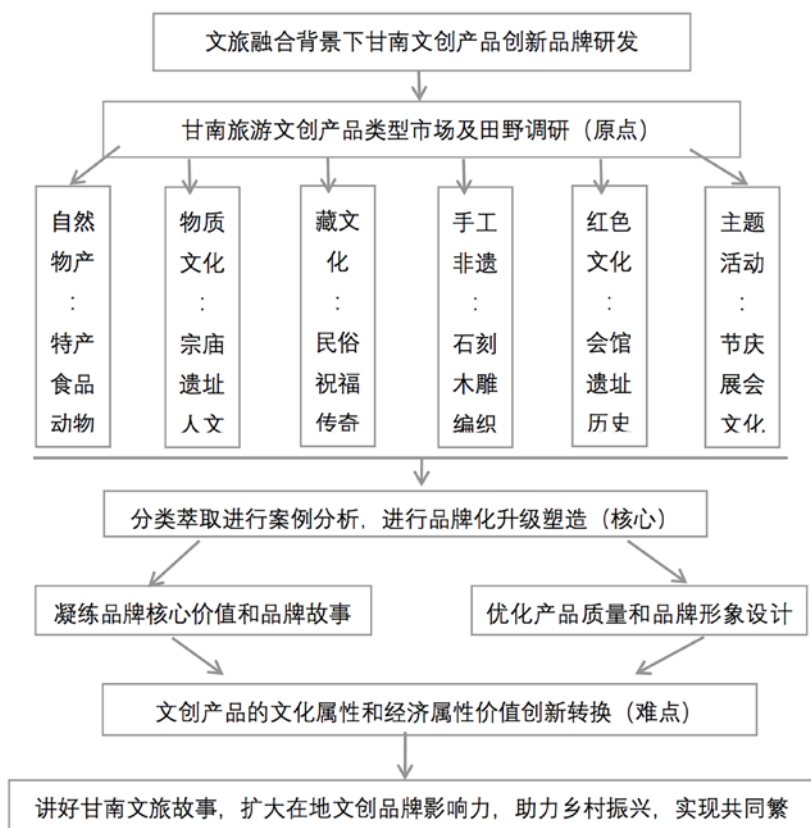 文旅融合背景下甘南文创产品创新品牌研发
甘南旅游文创产品类型市场及田野调研（原点）
自然
物产
：
特产
食品
动物
物质
文化
：
宗庙
遗址
人文
藏文
化
：
民俗
祝福
传奇
手工
非遗
：
石刻
木雕
编织
红色
文化
：
会馆
遗址
历史
主题
活动
：
节庆
展会
文化
分类萃取进行案例分析，进行品牌化升级塑造（核心）
凝练品牌核心价值和品牌故事
优化产品质量和品牌形象设计
文创产品的文化属性和经济属性价值创新转换（难点）
讲好甘南文旅故事，扩大在地文创品牌影响力，助力乡村振兴，实现共同繁